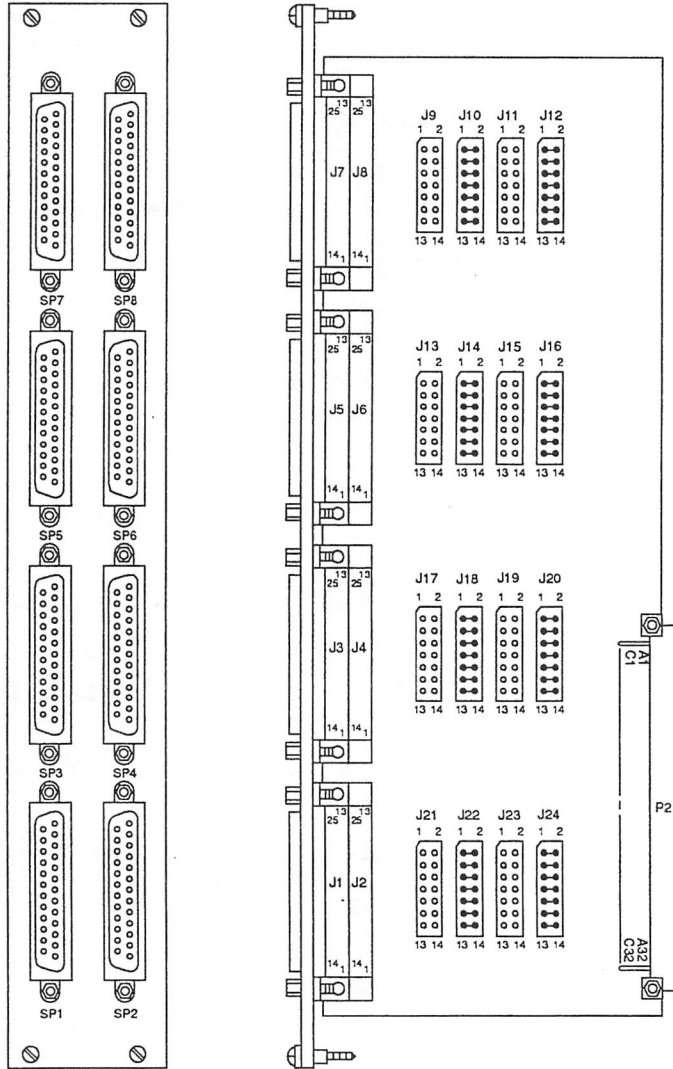 SP7 SP8
SP5 SP6
SP3 SP4
SP1 SP2
25 13 25 13
J7 J8
14 1 14 1
25 13 25 13
J5 J6
14 1 14 1
25 13 25 13
J3 J4
14 1 14 1
25 13 25 13
J1 J2
14 1 14 1
J9 J10 J11 J12
1 2 1 2 1 2 1 2
13 14 13 14 13 14 13 14
J13 J14 J15 J16
1 2 1 2 1 2 1 2
13 14 13 14 13 14 13 14
J17 J18 J19 J20
1 2 1 2 1 2 1 2
13 14 13 14 13 14 13 14
J21 J22 J23 J24
1 2 1 2 1 2 1 2
13 14 13 14 13 14 13 14
A1
C1
P2
A32
C32